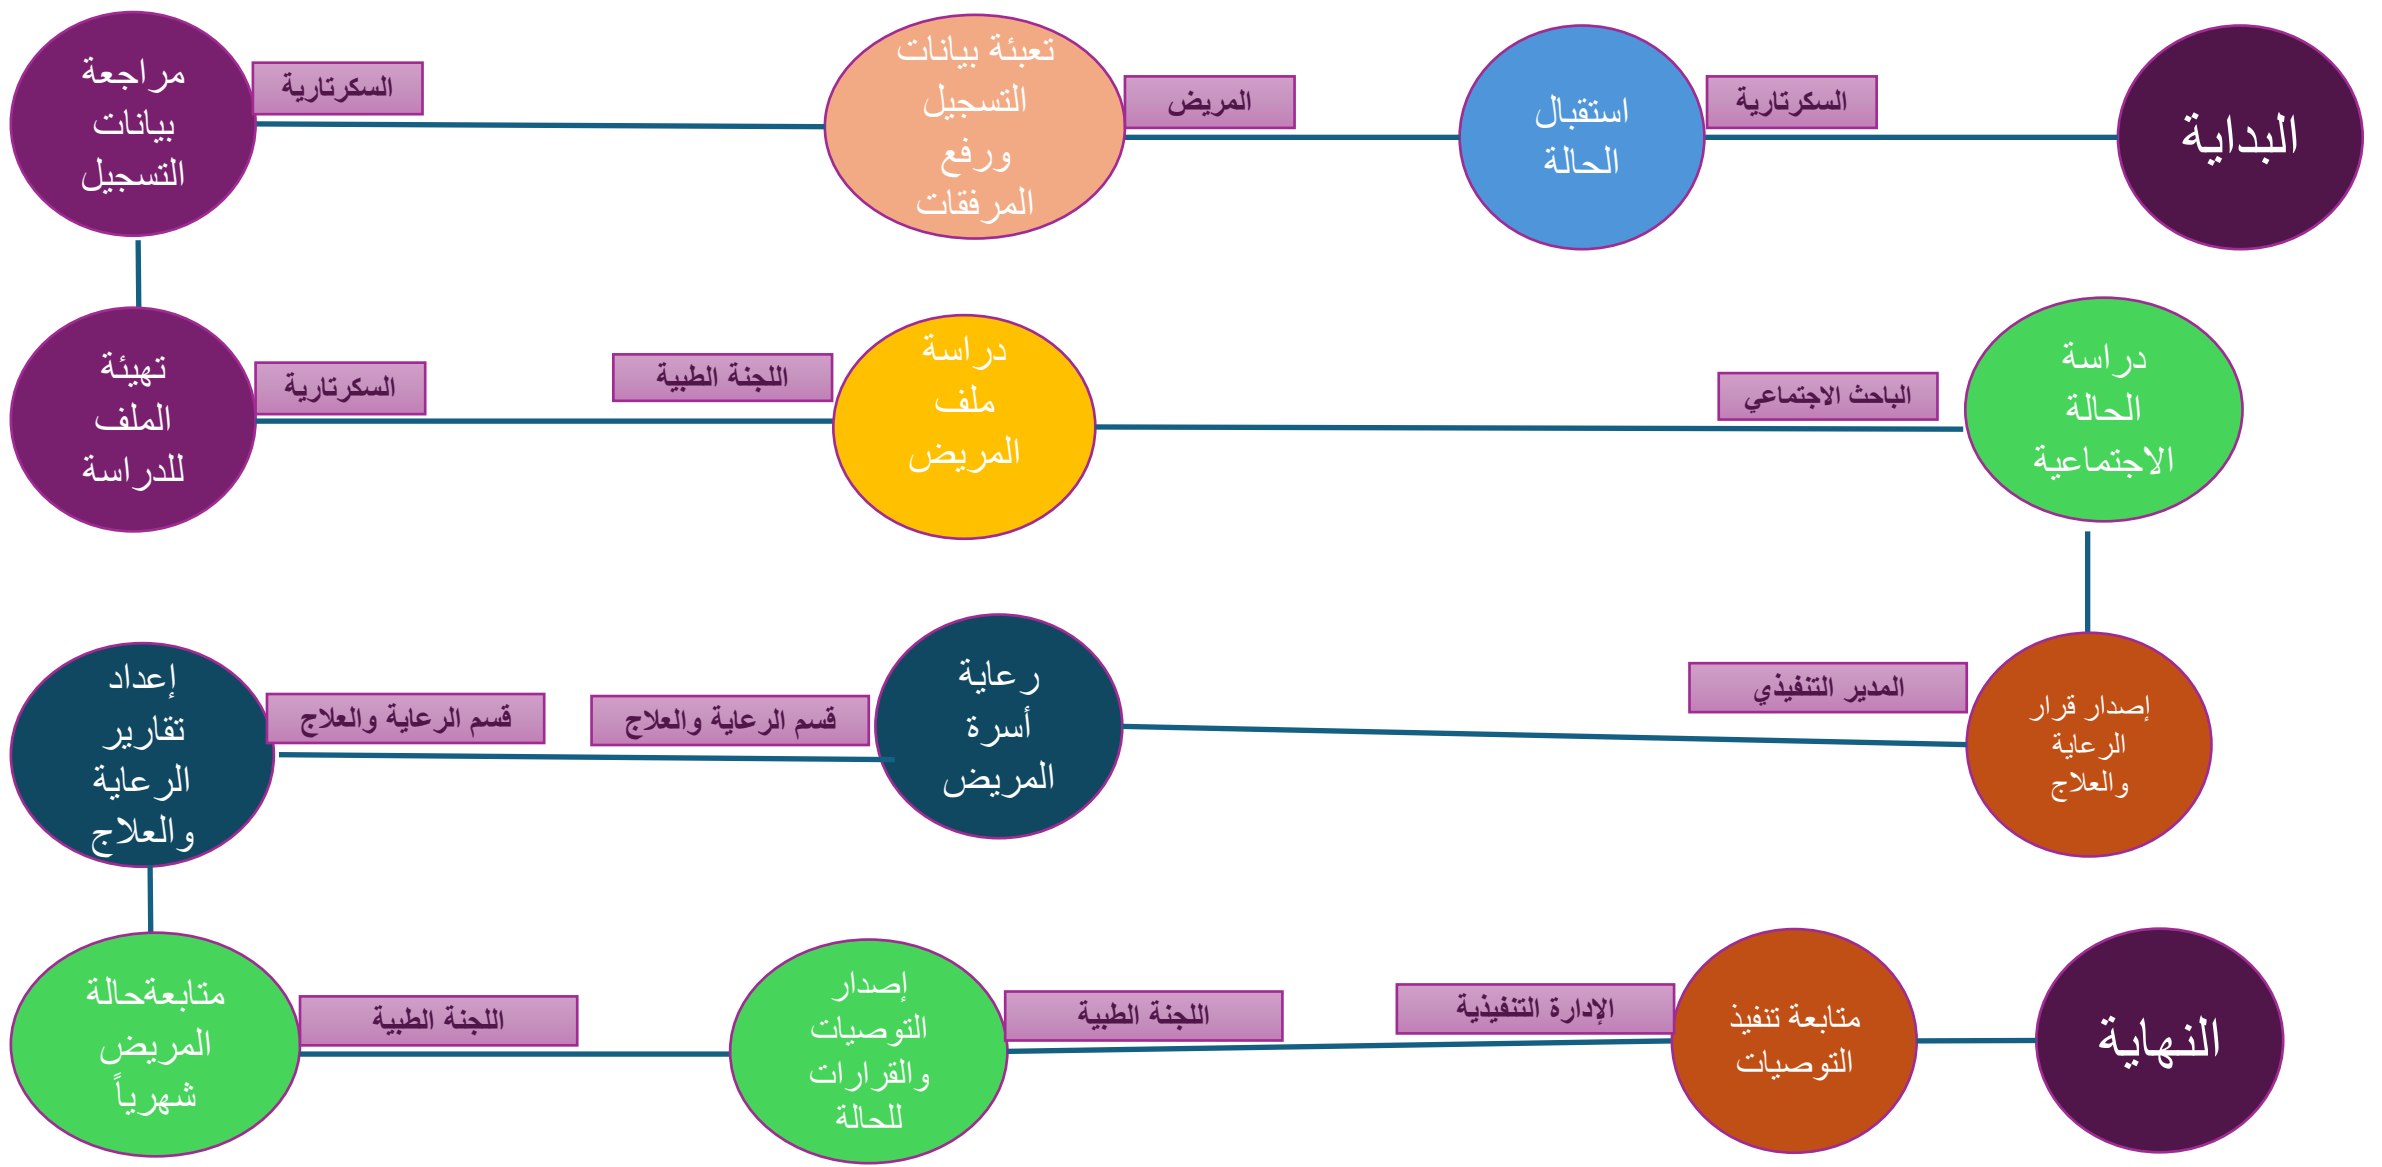 البداية
السكرتارية
استقبال
الحالة
المريض
تعبئة بيانات
التسجيل
ورفع
المرفقات
السكرتارية
مراجعة
بيانات
التسجيل
تهيئة
الملف
للدراسة
السكرتارية
اللجنة الطبية
دراسة
ملف
المريض
الباحث الاجتماعي
دراسة
الحالة
الاجتماعية
إصدار قرار
الرعاية
والعلاج
المدير التنفيذي
رعاية
أسرة
المريض
قسم الرعاية والعلاج
قسم الرعاية والعلاج
إعداد
تقارير
الرعاية
والعلاج
متابعةحالة
المريض
شهرياً
اللجنة الطبية
إصدار
التوصيات
والقرارات
للحالة
اللجنة الطبية
الإدارة التنفيذية
متابعة تنفيذ
التوصيات
النهاية